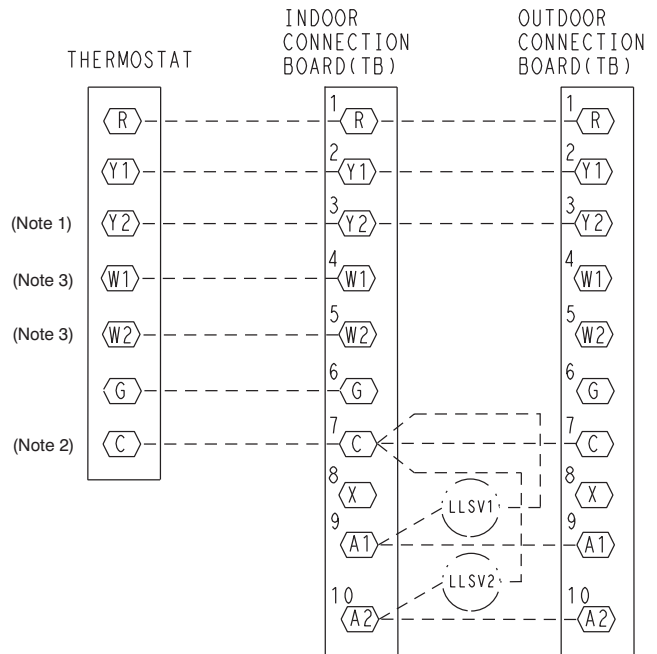 THERMOSTAT
INDOOR
CONNECTION
BOARD(TB)
OUTDOOR
CONNECTION
BOARD(TB)
R 1 R 1 R
Y1 2 Y1 2 Y1
(Note 1) Y2 3 Y2 3 Y2
(Note 3) W1 4 W1 4 W1
(Note 3) W2 5 W2 5 W2
G 6 G 6 G
(Note 2) C 7 C 7 C
8 X 8 X
LLSV1
9 A1 9 A1
LLSV2
10 A2 10 A2